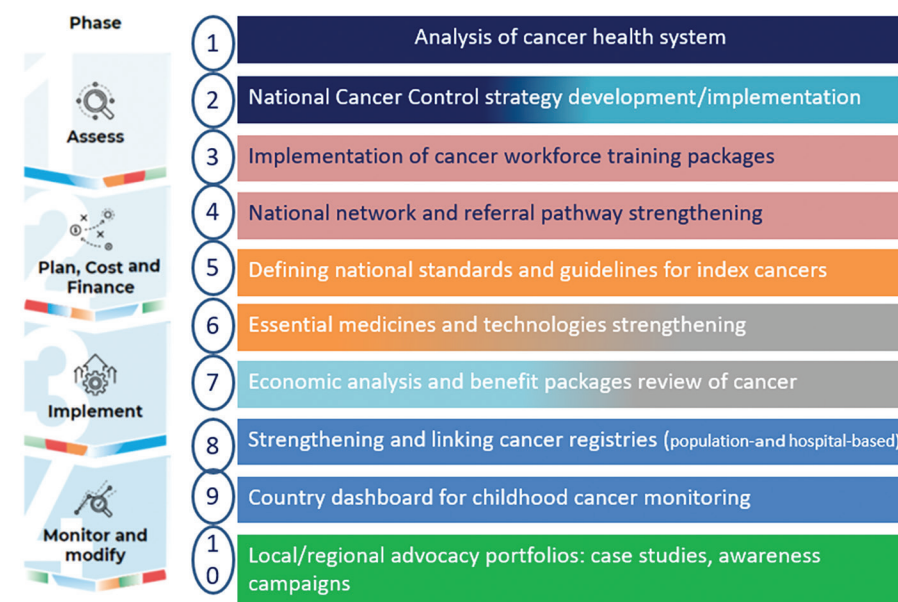 Phase
1
Analysis of cancer health system
2
National Cancer Control strategy development/implementation
Assess
3
Implementation of cancer workforce training packages
4
National network and referral pathway strengthening
Plan, Cost and
Finance
5
Defining national standards and guidelines for index cancers
6
Essential medicines and technologies strengthening
7
Economic analysis and benefit packages review of cancer
Implement
8
Strengthening and linking cancer registries (population-and hospital-based)
9
Country dashboard for childhood cancer monitoring
Monitor and
modify
10
Local/regional advocacy portfolios: case studies, awareness
campaigns
1
2
3
4